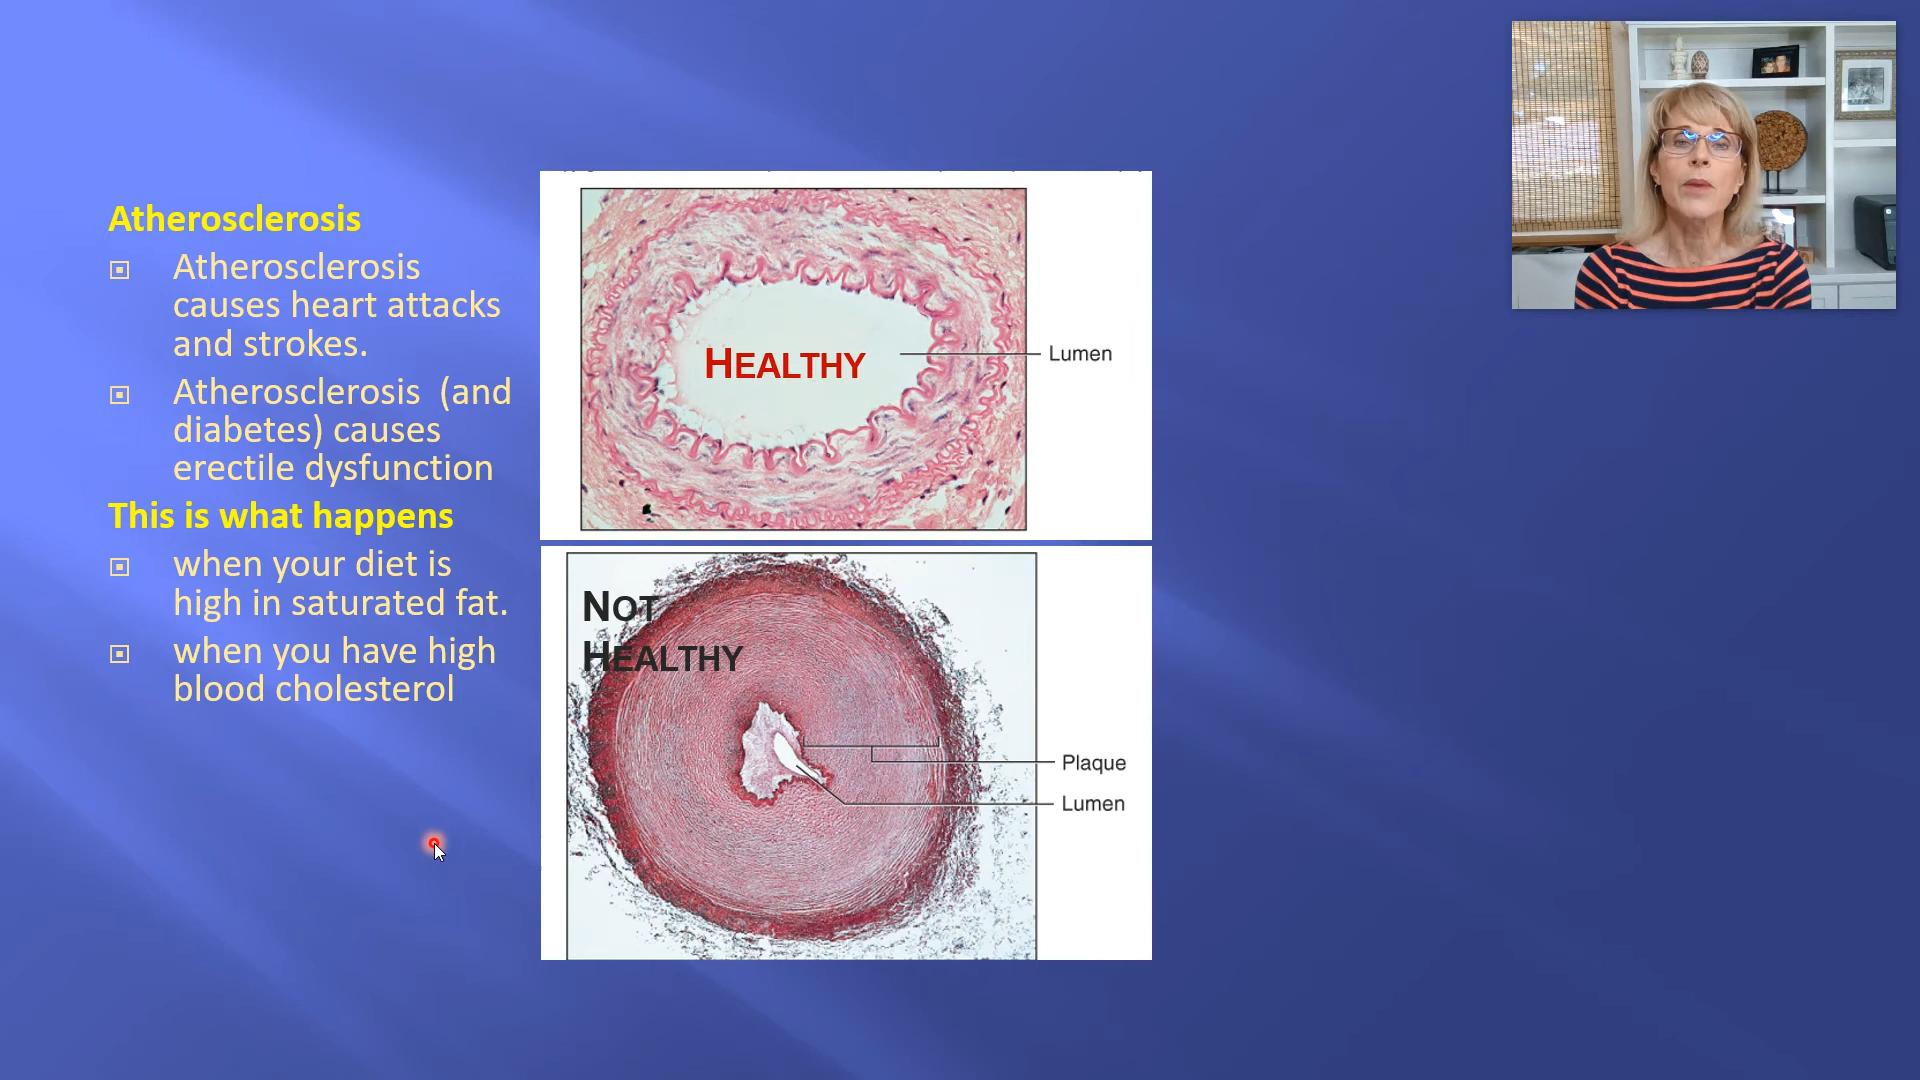 Atherosclerosis
Atherosclerosis
causes heart attacks
and strokes.
Atherosclerosis (and
diabetes) causes
erectile dysfunction
This is what happens
when your diet is
high in saturated fat.
when you have high
blood cholesterol
HEALTHY
Lumen
NOT
HEALTHY
Plaque
Lumen